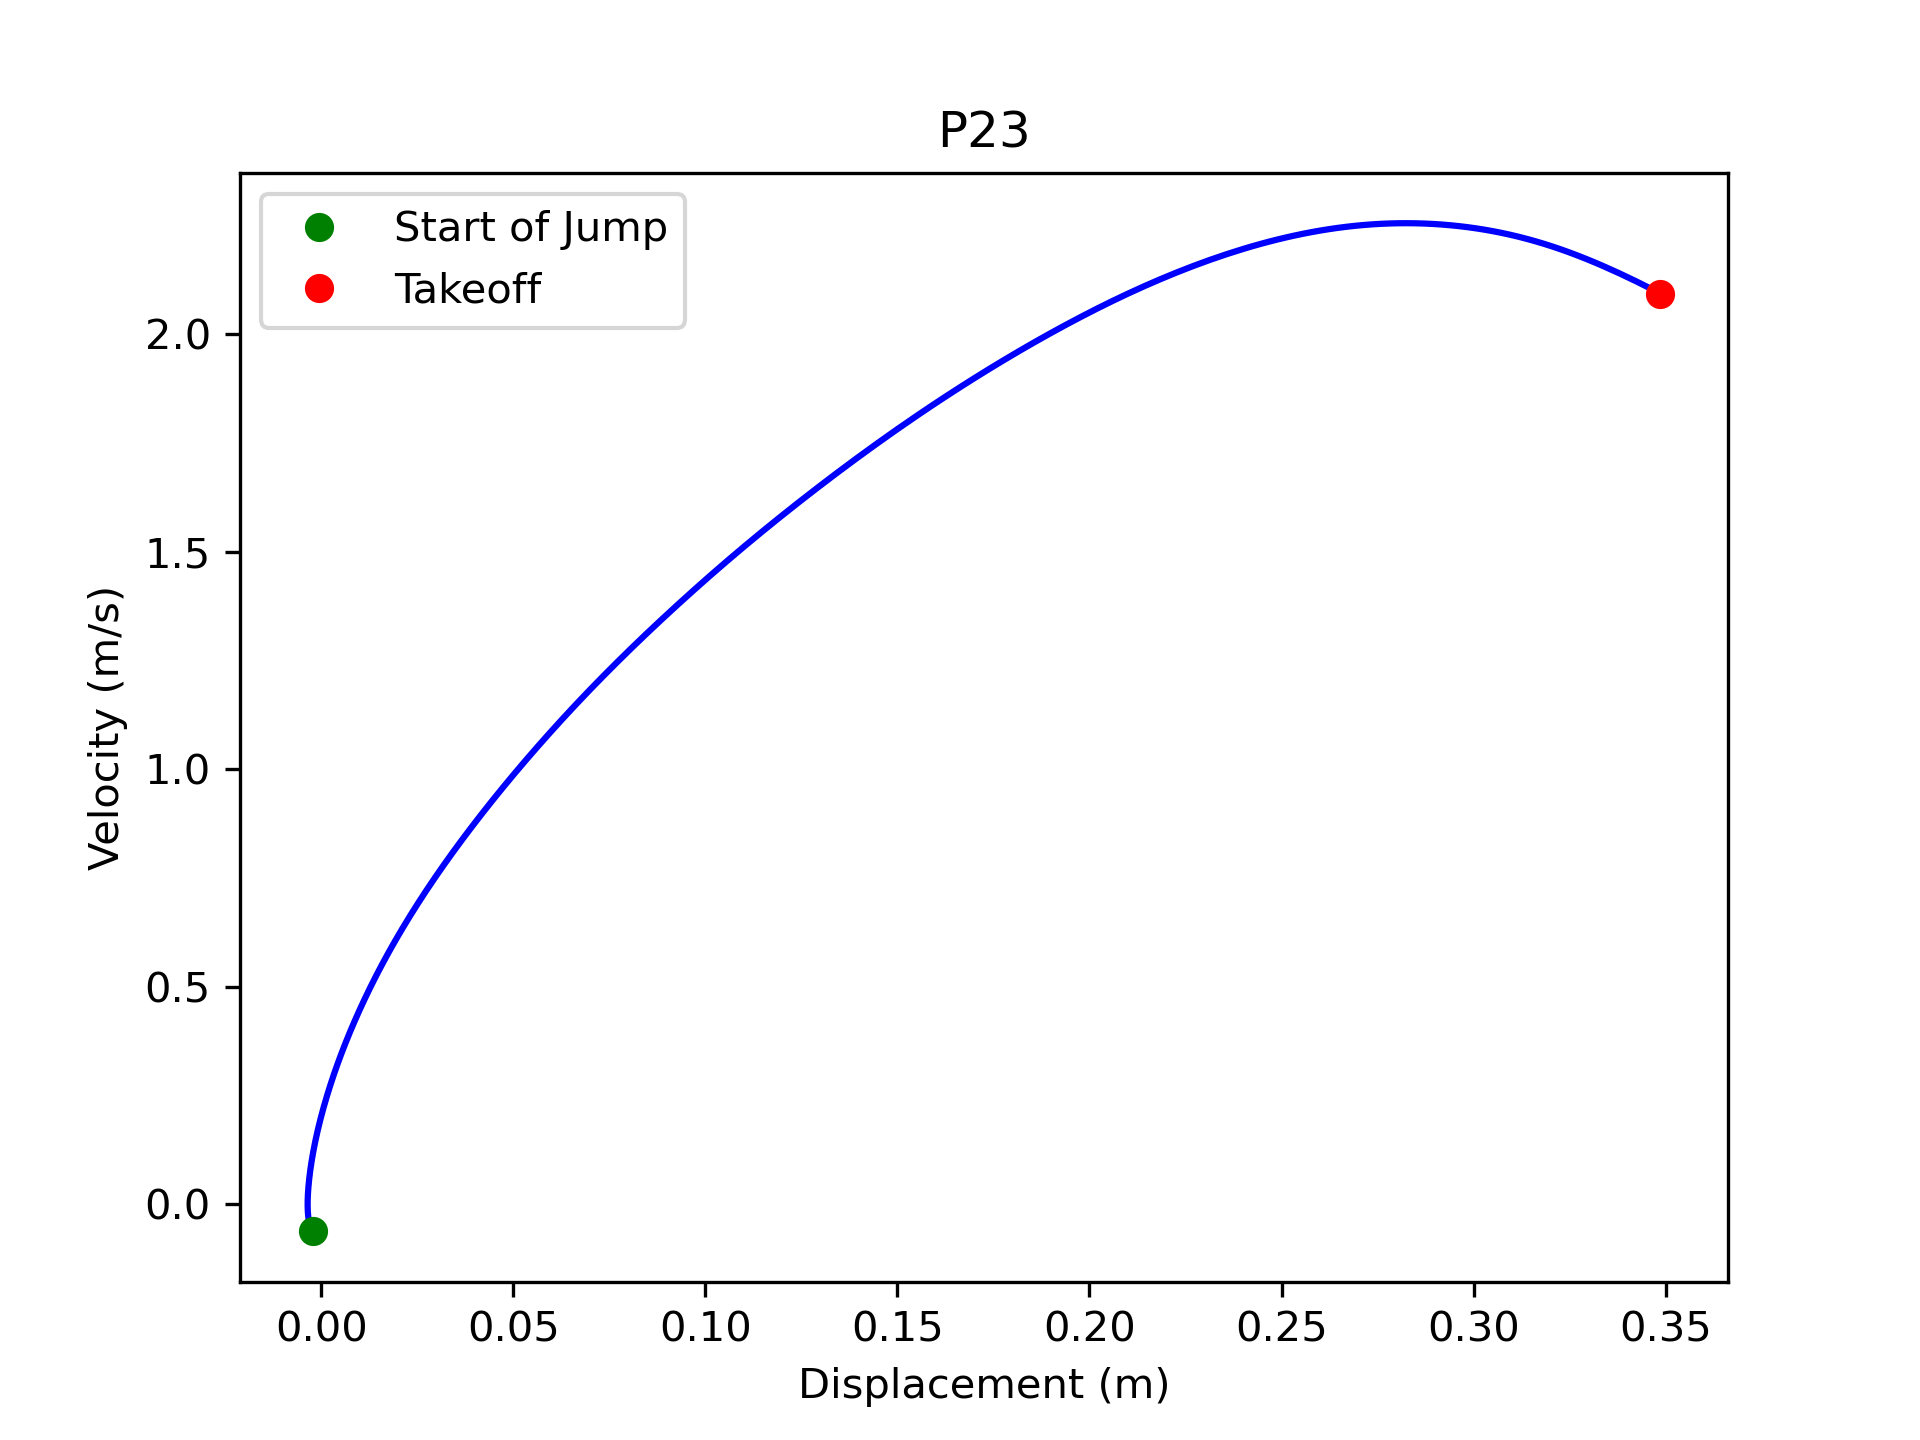 P23
Start of Jump
Takeoff
Velocity (m/s)
2.0
1.5
1.0
0.5
0.0
0.00 0.05 0.10 0.15 0.20 0.25 0.30 0.35
Displacement (m)